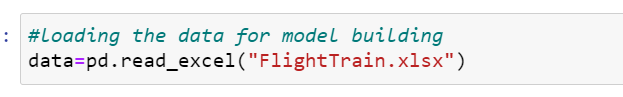 :
#loading the data for model building
data=pd.read_excel("FlightTrain.xlsx")